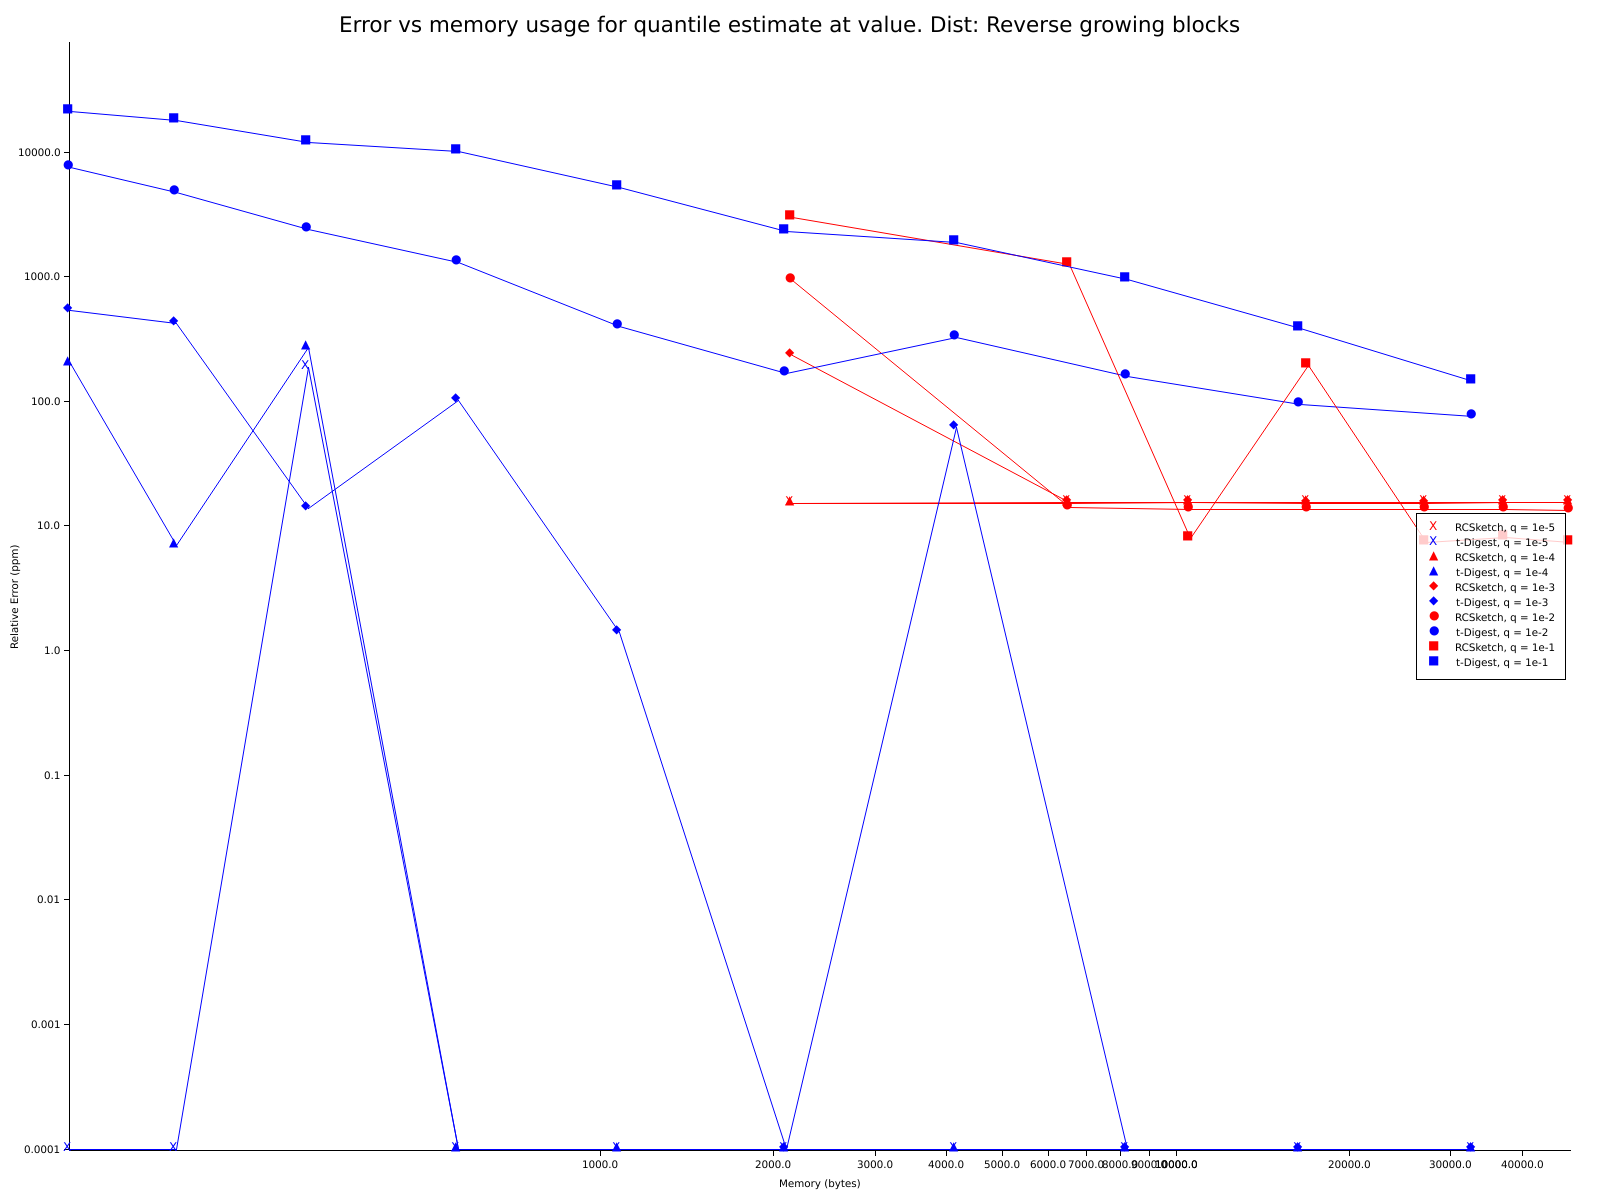 Error vs memory usage for quantile estimate at value. Dist: Reverse growing blocks
10000.0
1000.0
100.0
10.0
1.0
0.1
0.01
0.001
0.0001
Relative Error (ppm)
RCSketch, q = 1e-5
t-Digest, q = 1e-5
RCSketch, q = 1e-4
t-Digest, q = 1e-4
RCSketch, q = 1e-3
t-Digest, q = 1e-3
RCSketch, q = 1e-2
t-Digest, q = 1e-2
RCSketch, q = 1e-1
t-Digest, q = 1e-1
1000.0 2000.0 3000.0 4000.0 5000.0 6000.0 7000.0 8000.0 9000.0 10000.0 20000.0 30000.0 40000.0
Memory (bytes)